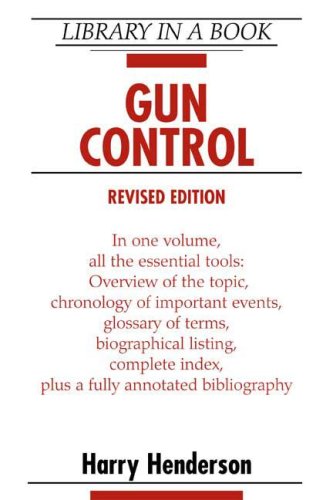 LIBRARY IN A BOOK
GUN
CONTROL
REVISED EDITION
In one volume,
all the essential tools:
Overview of the topic,
chronology of important events,
glossary of terms,
biographical listing,
complete index,
plus a fully annotated bibliography
Harry Henderson